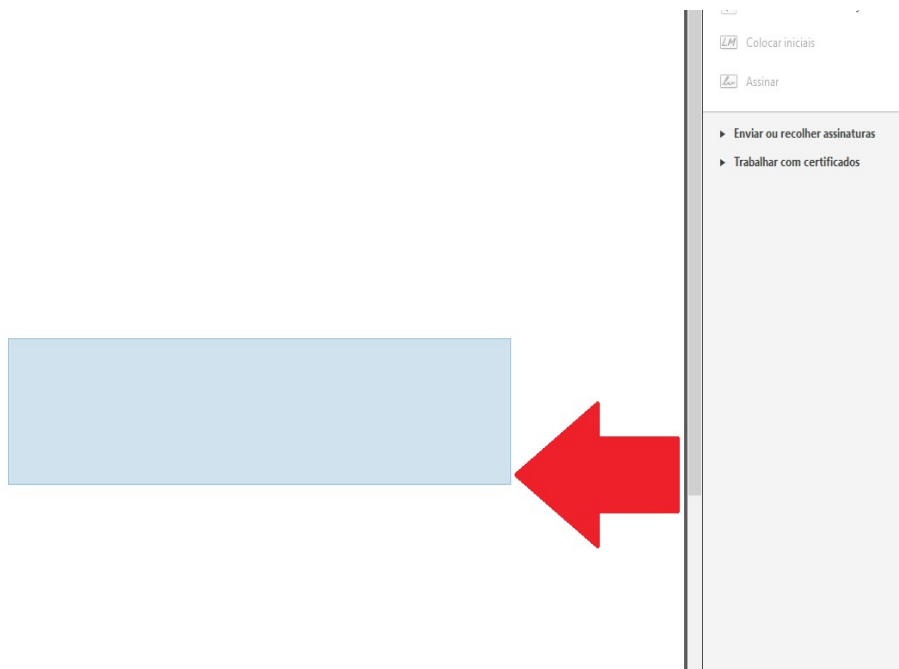 Colocar iniciais
Assinar
Enviar ou recolher assinaturas
Trabalhar com certificados